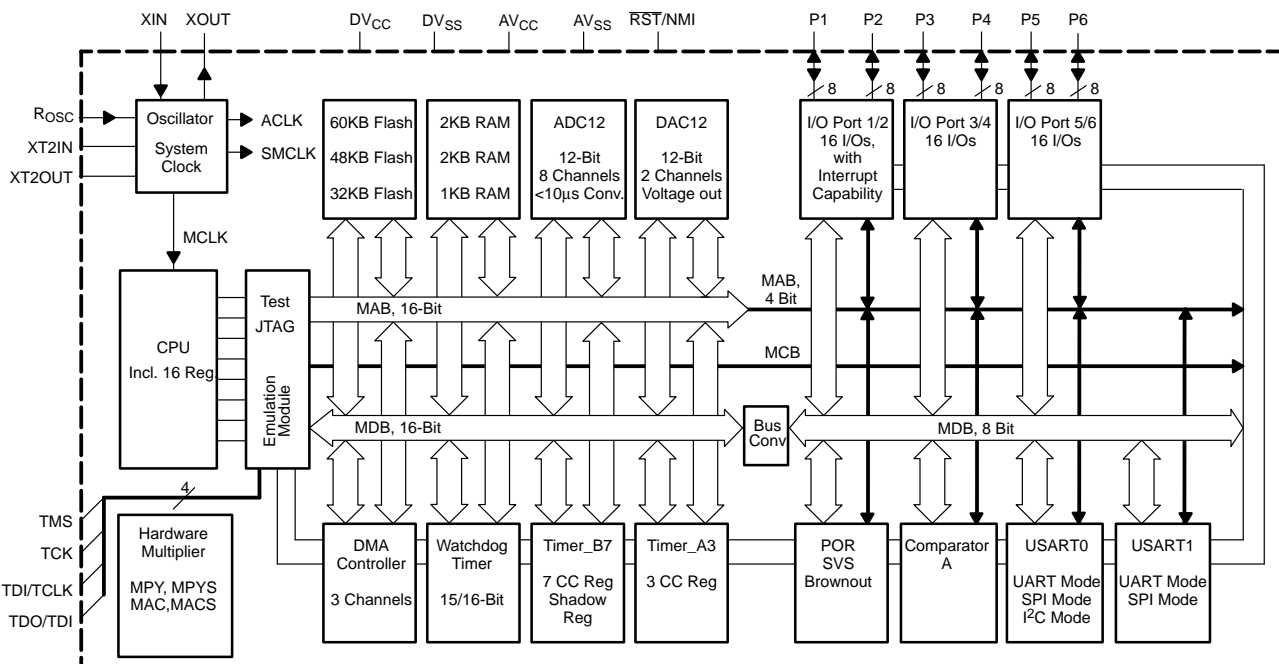 XIN XOUT DVCC DVSS AVCC AVSS RST/NMI P1 P2 P3 P4 P5 P6
8 8 8 8 8 8
ROSC
XT2IN
XT2OUT
Oscillator
System
Clock
ACLK
SMCLK
MCLK
60KB Flash
48KB Flash
32KB Flash
2KB RAM
2KB RAM
1KB RAM
ADC12
12-Bit
8 Channels
<10µs Conv.
DAC12
12-Bit
2 Channels
Voltage out
I/O Port 1/2
16 I/Os,
with
Interrupt
Capability
I/O Port 3/4
16 I/Os
I/O Port 5/6
16 I/Os
CPU
Incl. 16 Reg.
Test
JTAG
Emulation
Module
MAB, 16-Bit
MAB,
4 Bit
MCB
MDB, 16-Bit
Bus
Conv
MDB, 8 Bit
4
TMS
TCK
TDI/TCLK
TDO/TDI
Hardware
Multiplier
MPY, MPYS
MAC,MACS
DMA
Controller
3 Channels
Watchdog
Timer
15/16-Bit
Timer_B7
7 CC Reg
Shadow
Reg
Timer_A3
3 CC Reg
POR
SVS
Brownout
Comparator
A
USART0
UART Mode
SPI Mode
I²C Mode
USART1
UART Mode
SPI Mode